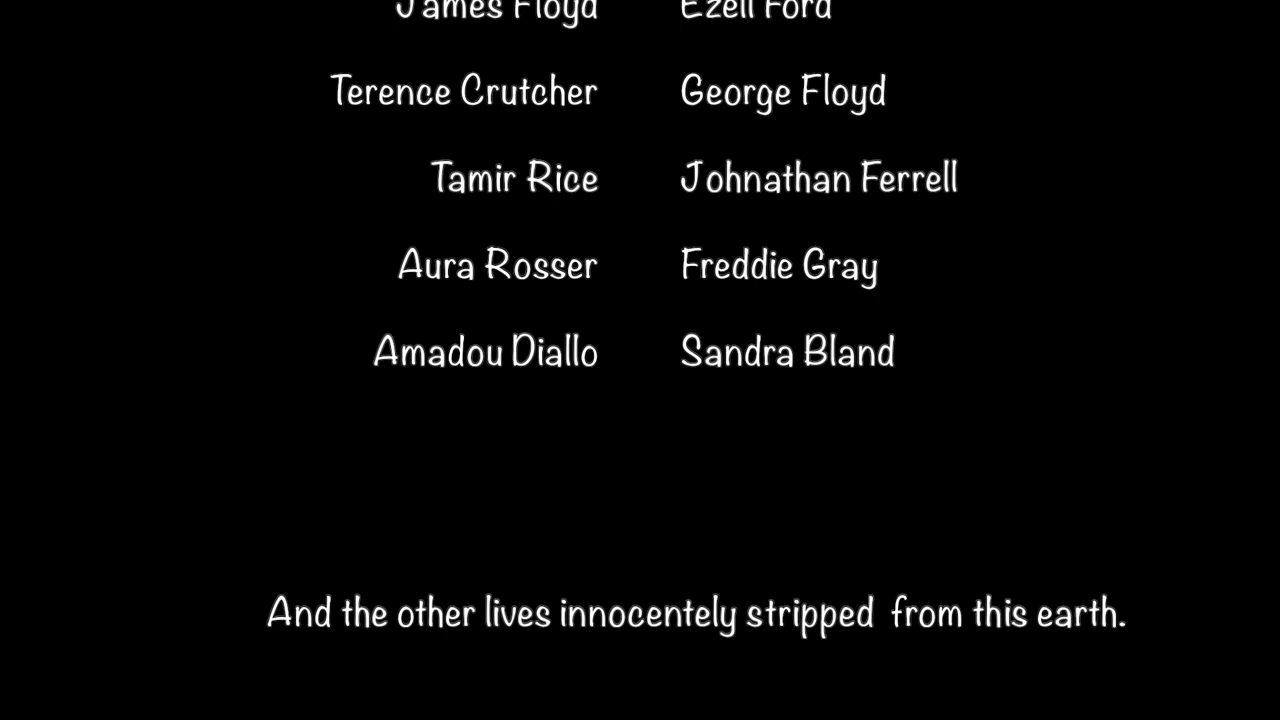 James Floyd Ezell Ford
Terence Crutcher George Floyd
Tamir Rice Johnathan Ferrell
Aura Rosser Freddie Gray
Amadou Diallo Sandra Bland
And the other lives innocentely stripped from this earth.